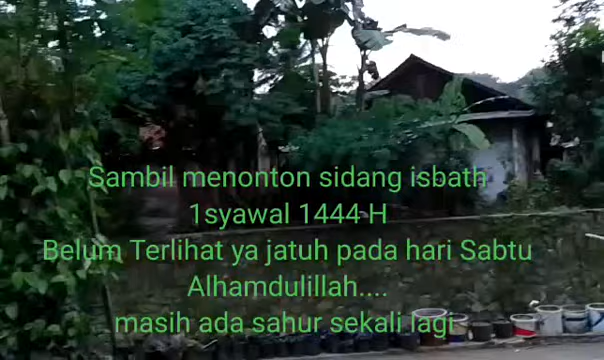 Sambil menonton sidang isbath
1syawal 1444 H
Belum Terlihat ya jatuh pada hari Sabtu
Alhamdulillah....
masih ada sahur sekali lagi